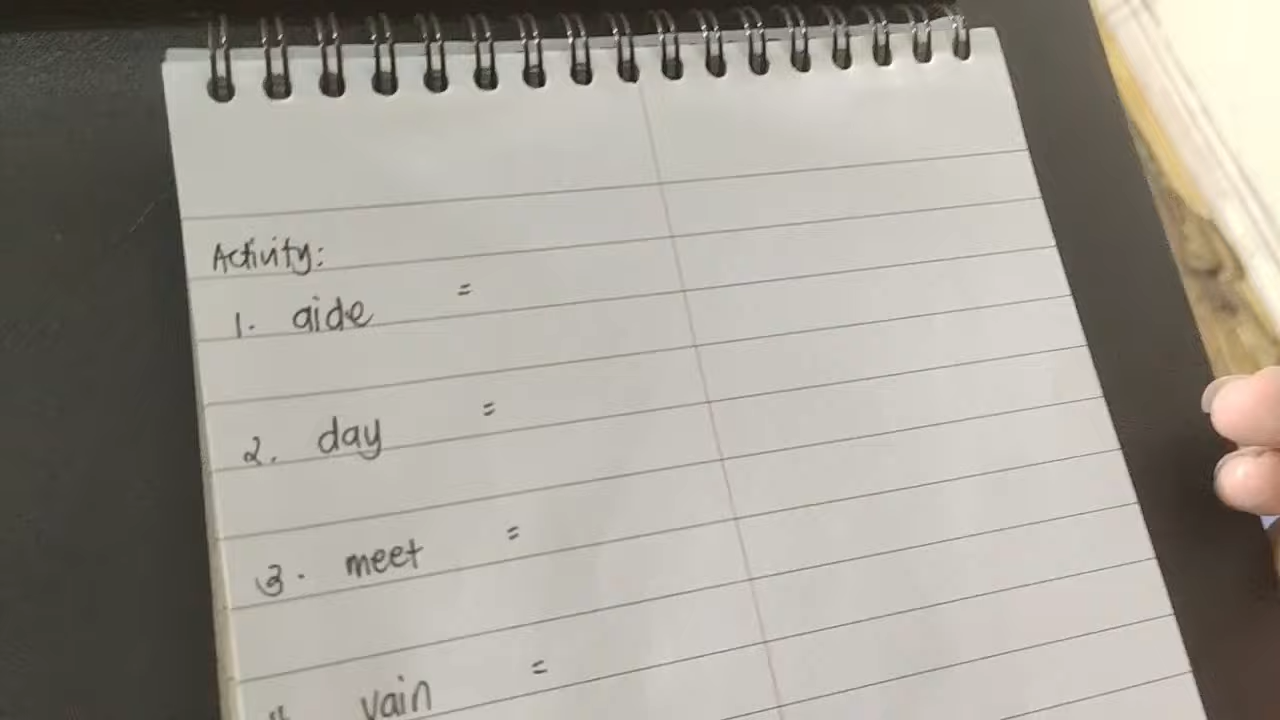 Activity:
1. aide =
2. day =
3. meet =
vain =